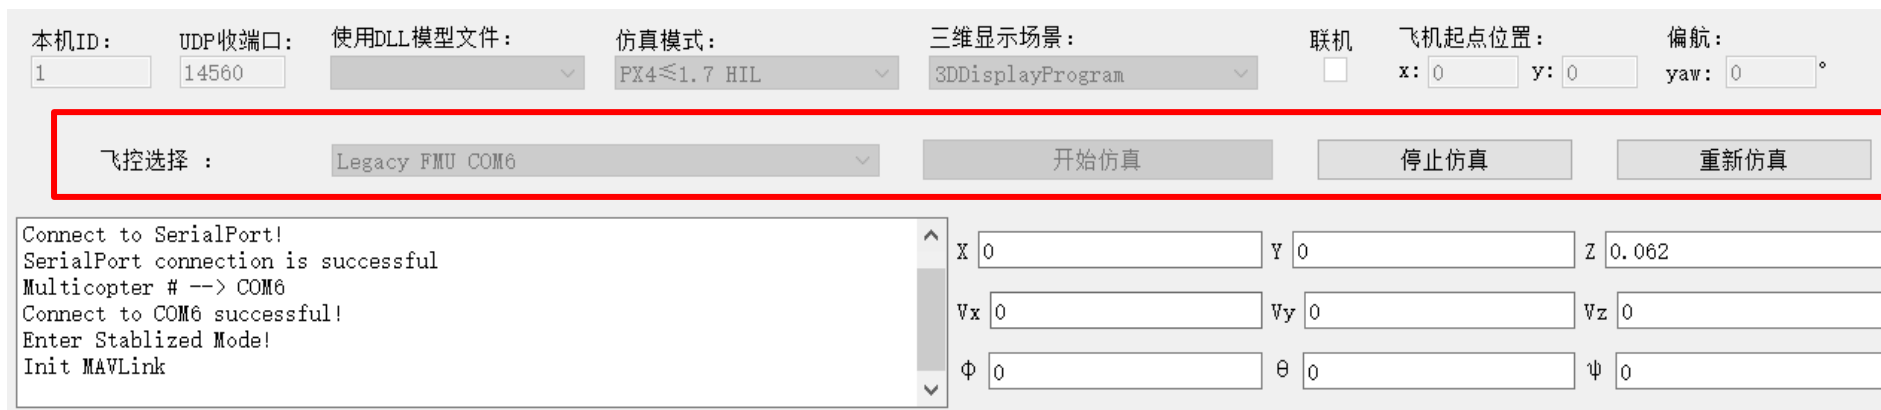 本机ID: UDP收端口: 使用DLL模型文件: 仿真模式: 三维显示场景: 联机 飞机起点位置: 偏航:
1 14560 PX4≤1.7 HIL 3DDisplayProgram x: 0 y: 0 yaw: 0 °
飞控选择 : Legacy FMU COM6 开始仿真 停止仿真 重新仿真
Connect to SerialPort!
SerialPort connection is successful
Multicopter # --> COM6
Connect to COM6 successful!
Enter Stablized Mode!
Init MAVLink
X 0 Y 0 Z 0.062
Vx 0 Vy 0 Vz 0
Φ 0 θ 0 ψ 0